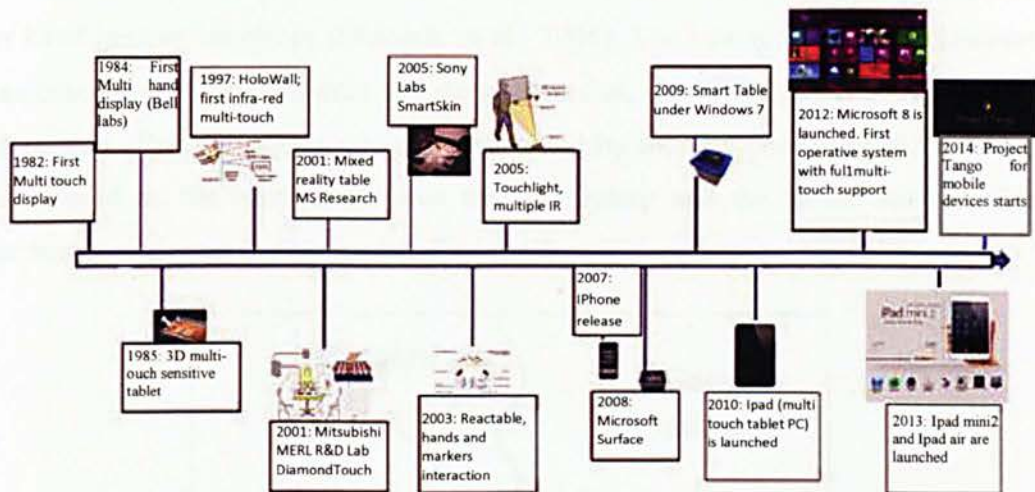 1984: First
Multi hand
display (Bell
labs)
1982: First
Multi touch
display
1997: HoloWall;
first infra-red
multi-touch
2001: Mixed
reality table
MS Research
2005: Sony
Labs
SmartSkin
2005:
Touchlight,
multiple IR
2009: Smart Table
under Windows 7
2012: Microsoft 8 is
launched. First
operative system
with ful1multi-
touch support
2014: Project
Tango for
mobile
devices starts
1985: 3D multi-
ouch sensitive
tablet
2001: Mitsubishi
MERL R&D Lab
DiamondTouch
2003: Reactable,
hands and
markers
interaction
2007:
IPhone
release
2008:
Microsoft
Surface
2010: Ipad (multi
touch tablet PC)
is launched
iPad mini
2013: Ipad mini2
and Ipad air are
launched